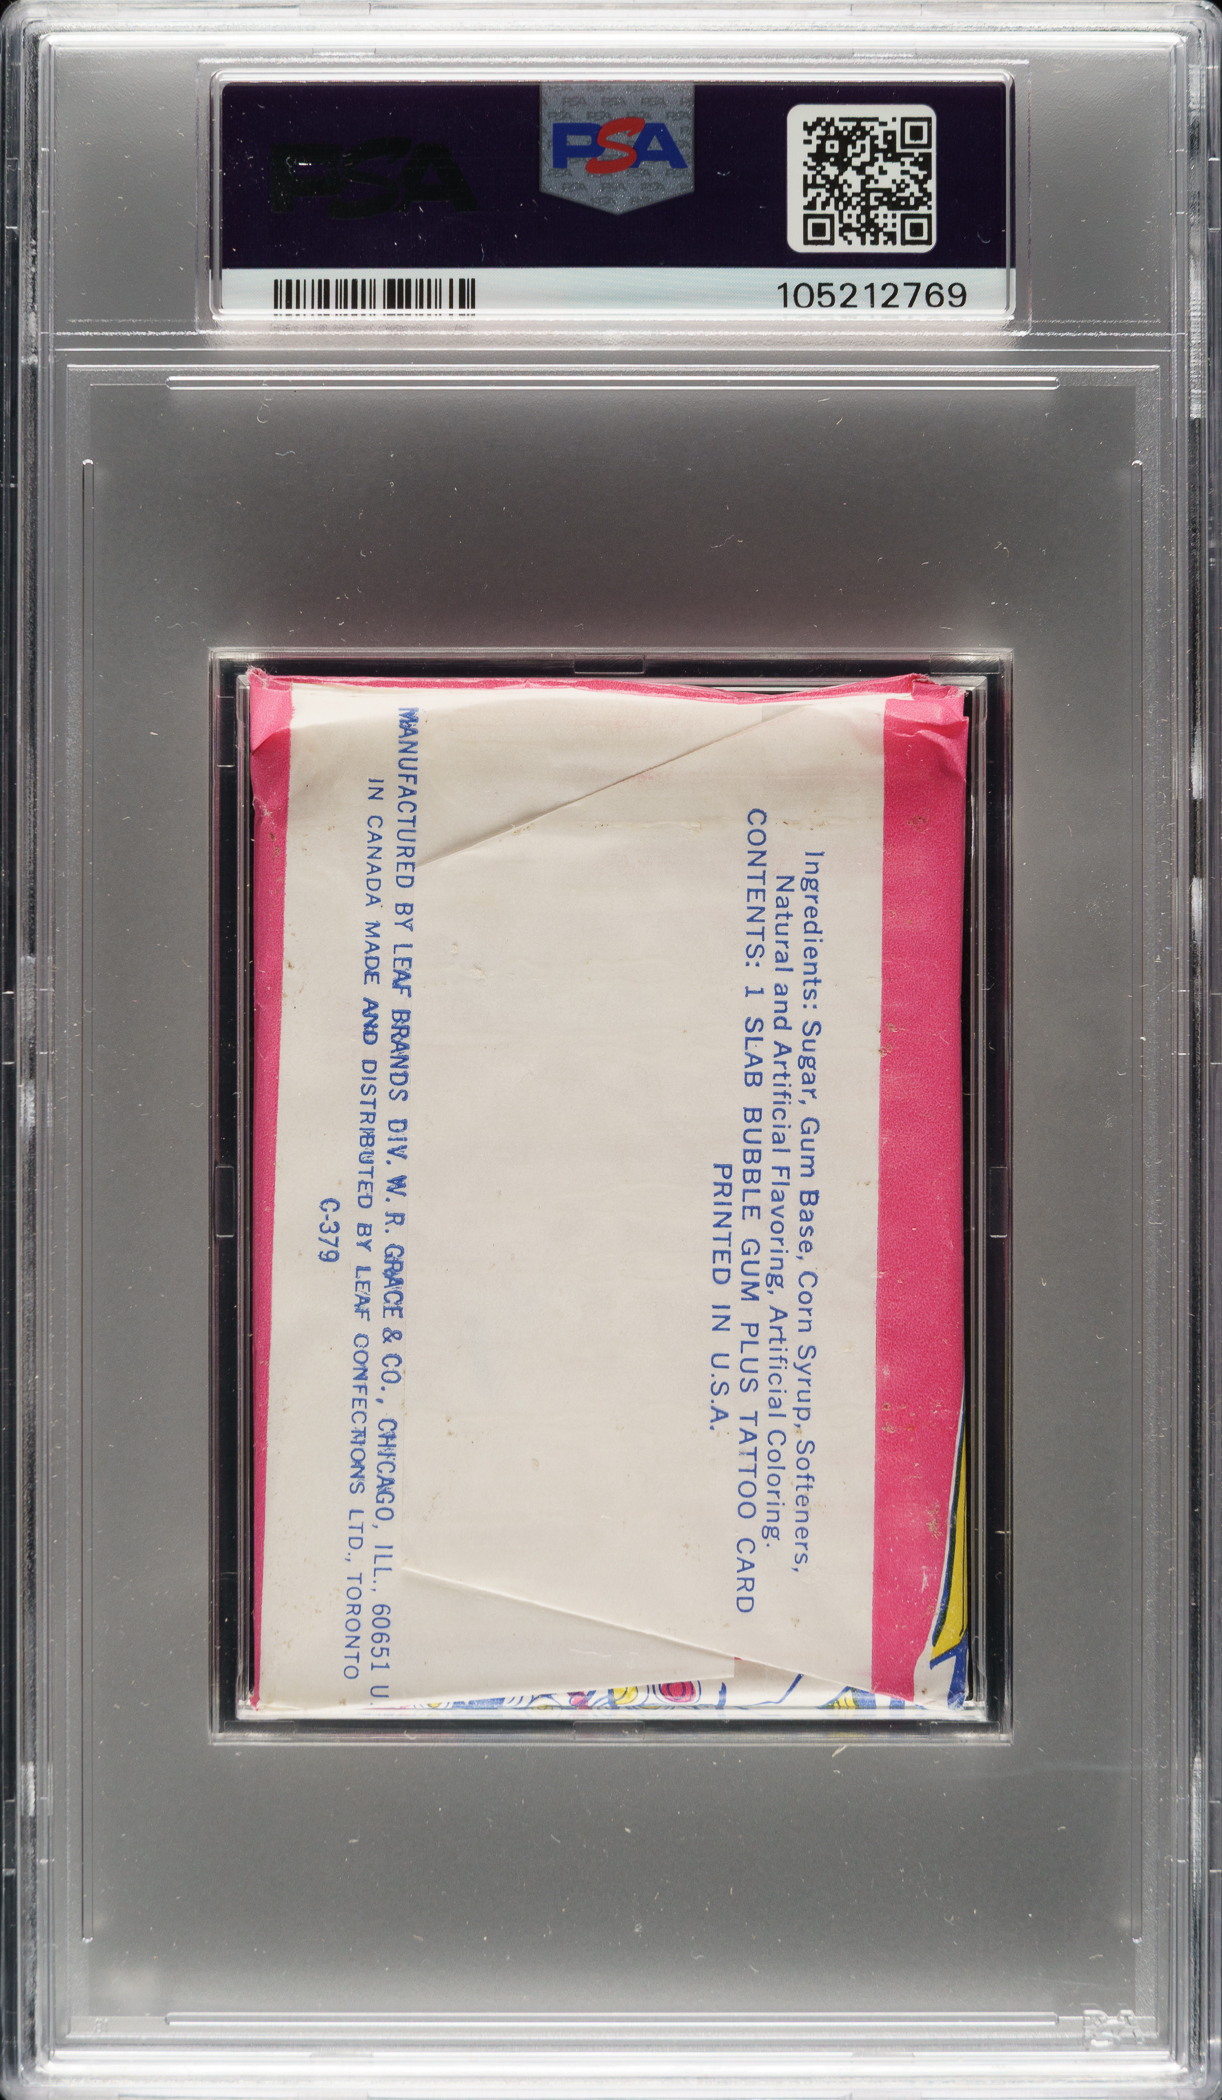 PSA
PSA
105212769
Ingredients: Sugar, Gum Base, Corn Syrup, Softeners,
Natural and Artificial Flavoring, Artificial Coloring.
CONTENTS: 1 SLAB BUBBLE GUM PLUS TATTOO CARD
PRINTED IN U.S.A.
MANUFACTURED BY LEAF BRANDS DIV. W. R. GRACE & CO., CHICAGO, ILL., 60651 U.
IN CANADA MADE AND DISTRIBUTED BY LEAF CONFECTIONS LTD., TORONTO
C-379
PSA